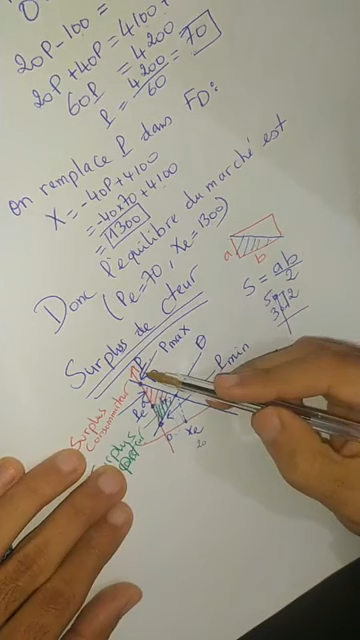 20P-100 =
20P+40P = 4100+
60P = 4200
P = 4200/60 = 70
on remplace P dans FD:
X = -40P+4100
= -40x70+4100
= 1300
Donc l'équilibre du marché est
(Pe=70, Xe=1300)
a
b
S = ab/2
Surplus de cteur
P
Pmax
B
Pmin
Pe
Xe
Surplus
Consommateur
Surplus